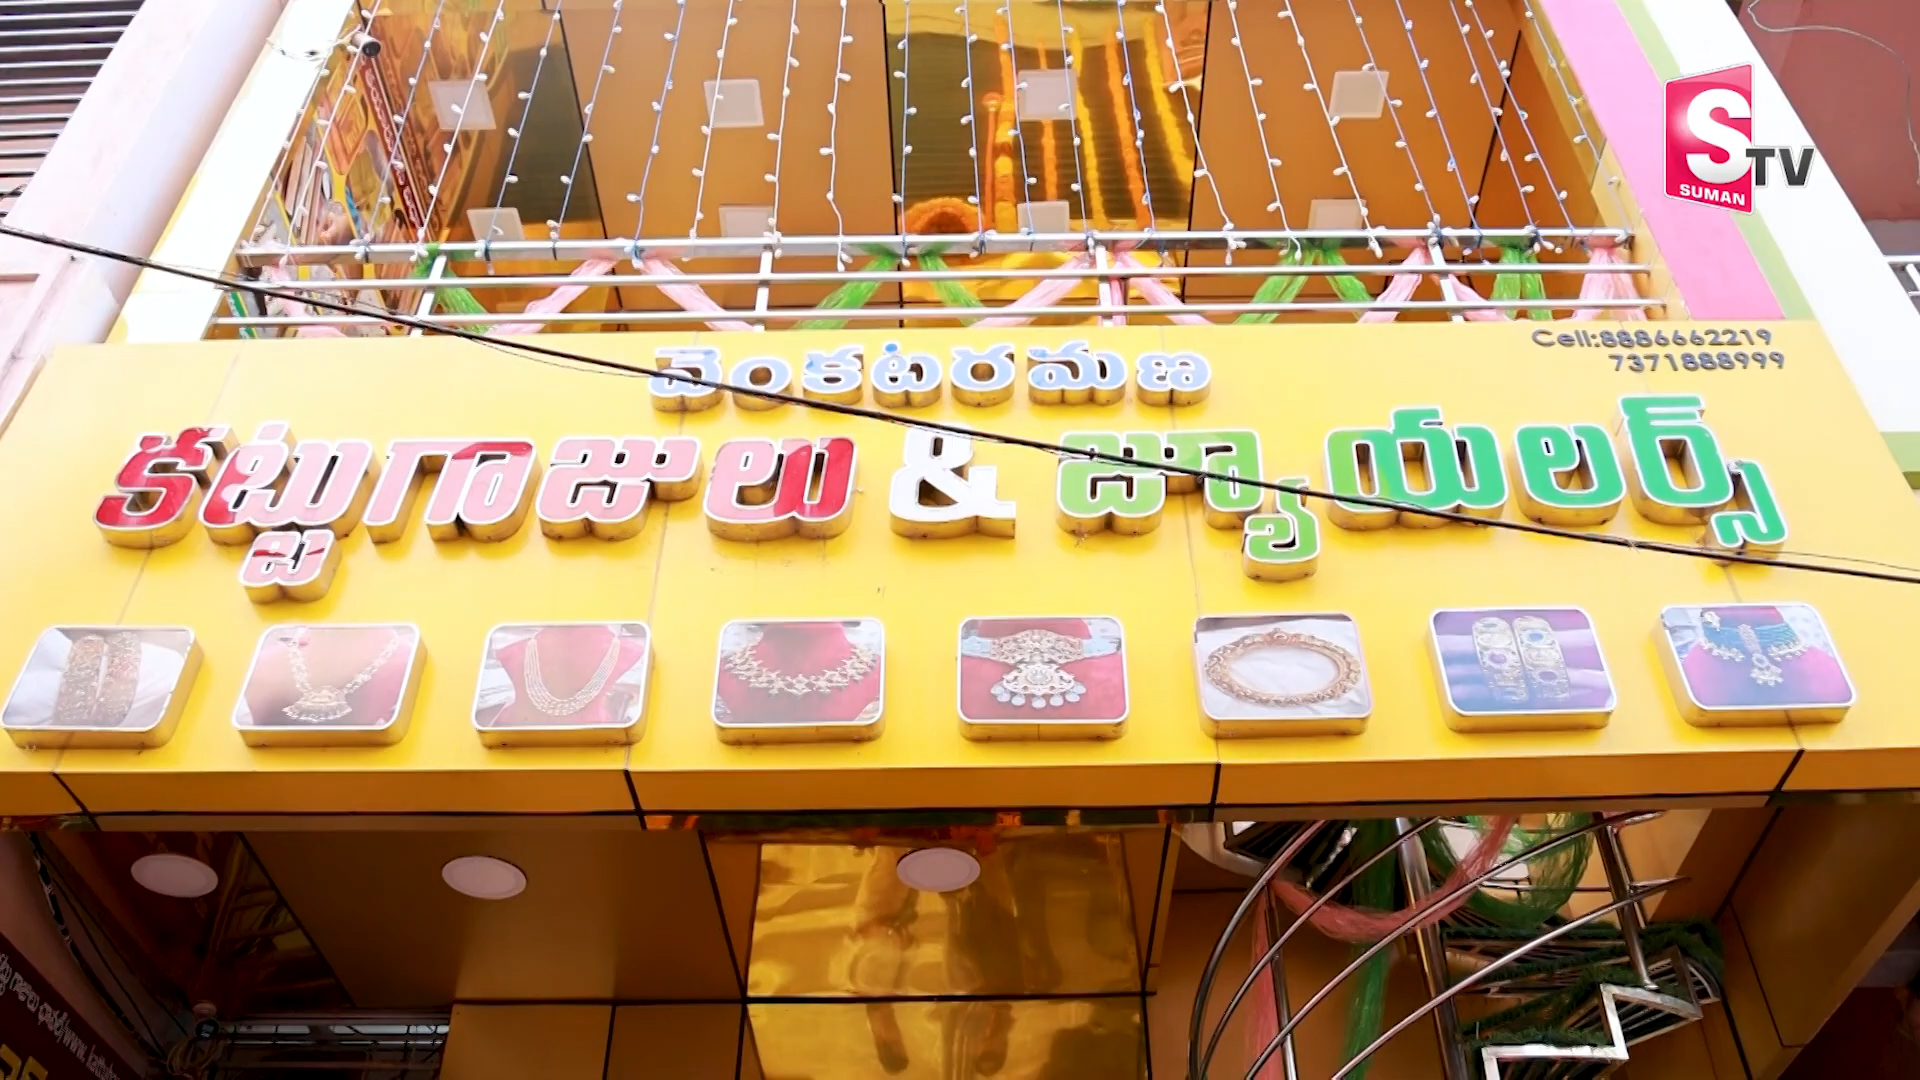 S TV
SUMAN
Cell:8886662219
7371888999
వెంకటరమణ
కట్టుగాజులు & జ్యూయలర్స్